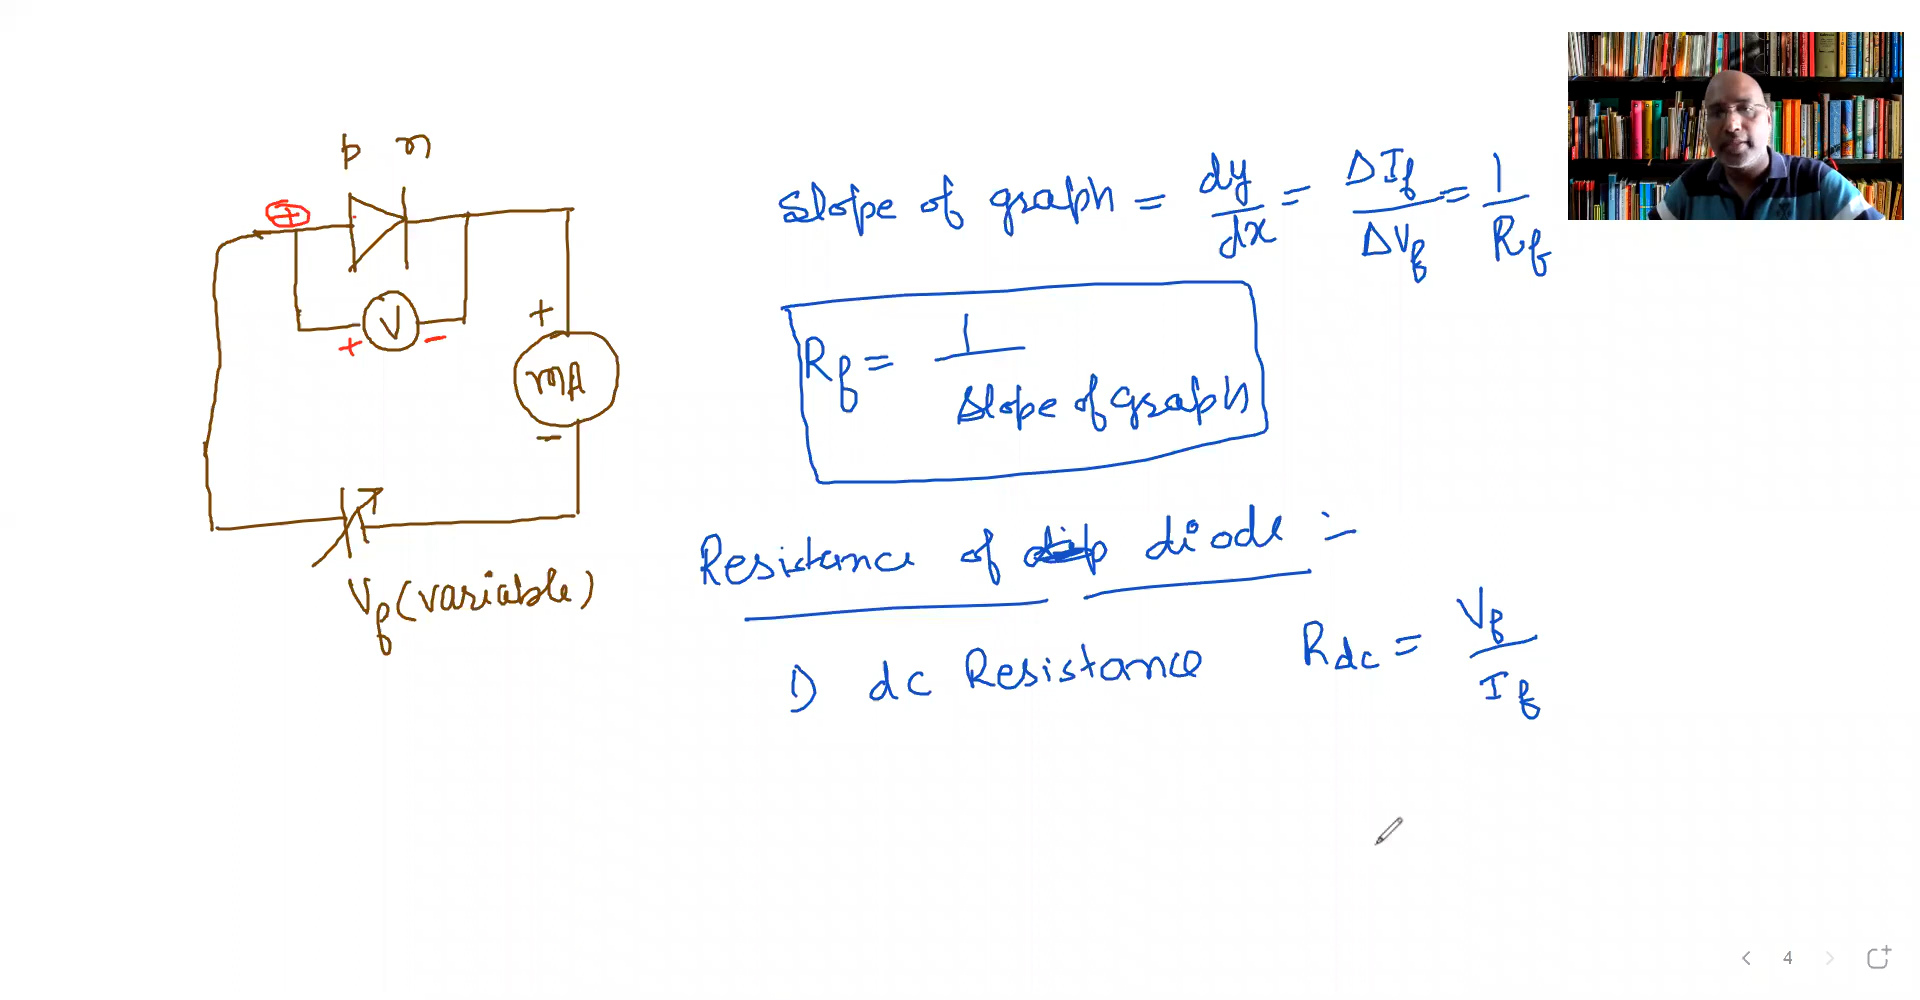 p n
+
V
+ -
+
mA
-
Vf (variable)
Slope of graph = dy/dx = ΔIf/ΔVf = 1/Rf
Rf = 1/Slope of graph
Resistance of diode :-
1) dc Resistance Rdc = Vf/If
4